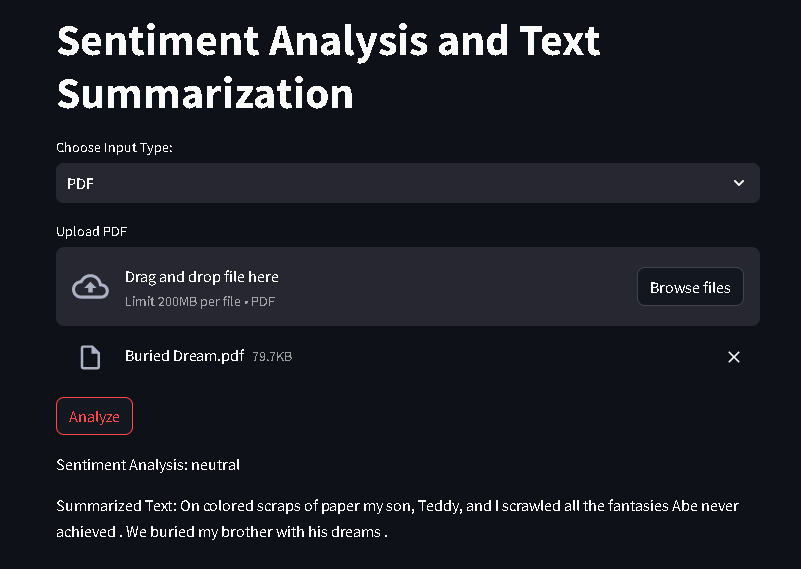 Sentiment Analysis and Text
Summarization
Choose Input Type:
PDF
Upload PDF
Drag and drop file here
Limit 200MB per file • PDF
Browse files
Buried Dream.pdf 79.7KB
Analyze
Sentiment Analysis: neutral
Summarized Text: On colored scraps of paper my son, Teddy, and I scrawled all the fantasies Abe never
achieved . We buried my brother with his dreams .